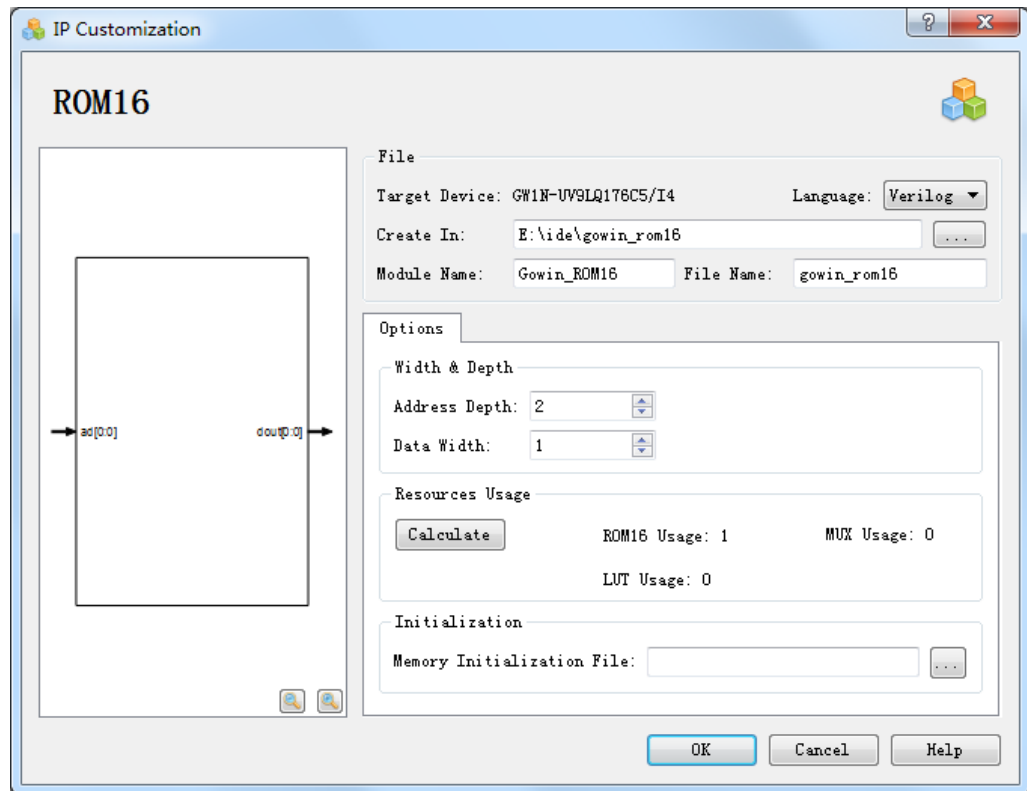 IP Customization
ROM16
ad[0:0]
dout[0:0]
File
Target Device: GW1N-UV9LQ176C5/I4 Language: Verilog
Create In: E:\ide\gowin_rom16 ...
Module Name: Gowin_ROM16 File Name: gowin_rom16
Options
Width & Depth
Address Depth: 2
Data Width: 1
Resources Usage
Calculate ROM16 Usage: 1 MUX Usage: 0
LUT Usage: 0
Initialization
Memory Initialization File: ...
OK Cancel Help